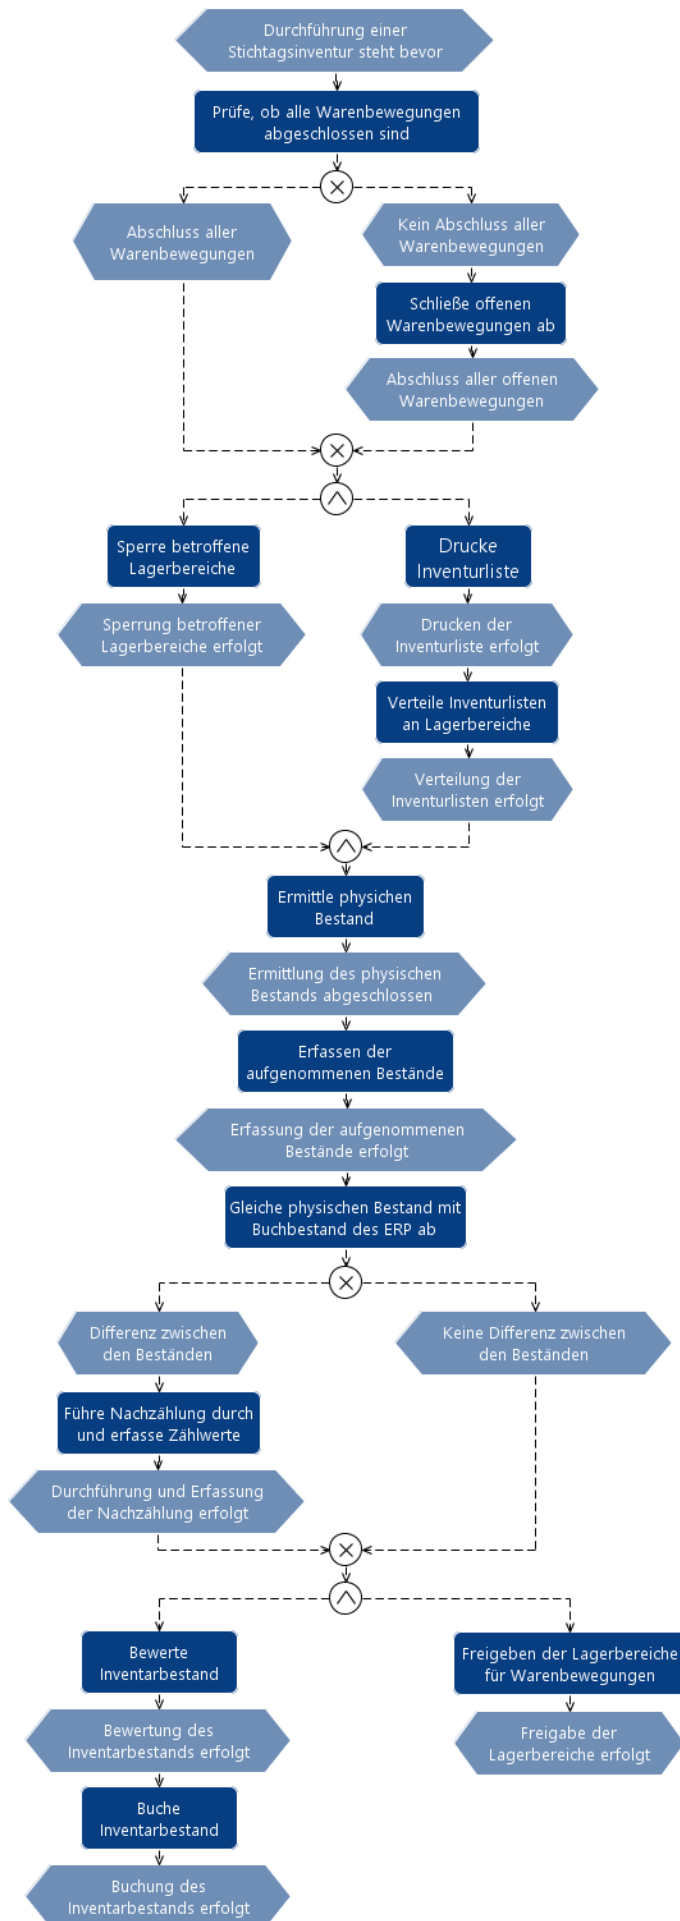 Durchführung einer
Stichtagsinventur steht bevor
Prüfe, ob alle Warenbewegungen
abgeschlossen sind
Abschluss aller
Warenbewegungen
Kein Abschluss aller
Warenbewegungen
Schließe offenen
Warenbewegungen ab
Abschluss aller offenen
Warenbewegungen
Sperre betroffene
Lagerbereiche
Drucke
Inventurliste
Sperrung betroffener
Lagerbereiche erfolgt
Drucken der
Inventurliste erfolgt
Verteile Inventurlisten
an Lagerbereiche
Verteilung der
Inventurlisten erfolgt
Ermittle physichen
Bestand
Ermittlung des physischen
Bestands abgeschlossen
Erfassen der
aufgenommenen Bestände
Erfassung der aufgenommenen
Bestände erfolgt
Gleiche physischen Bestand mit
Buchbestand des ERP ab
Differenz zwischen
den Beständen
Keine Differenz zwischen
den Beständen
Führe Nachzählung durch
und erfasse Zählwerte
Durchführung und Erfassung
der Nachzählung erfolgt
Bewerte
Inventarbestand
Freigeben der Lagerbereiche
für Warenbewegungen
Bewertung des
Inventarbestands erfolgt
Freigabe der
Lagerbereiche erfolgt
Buche
Inventarbestand
Buchung des
Inventarbestands erfolgt